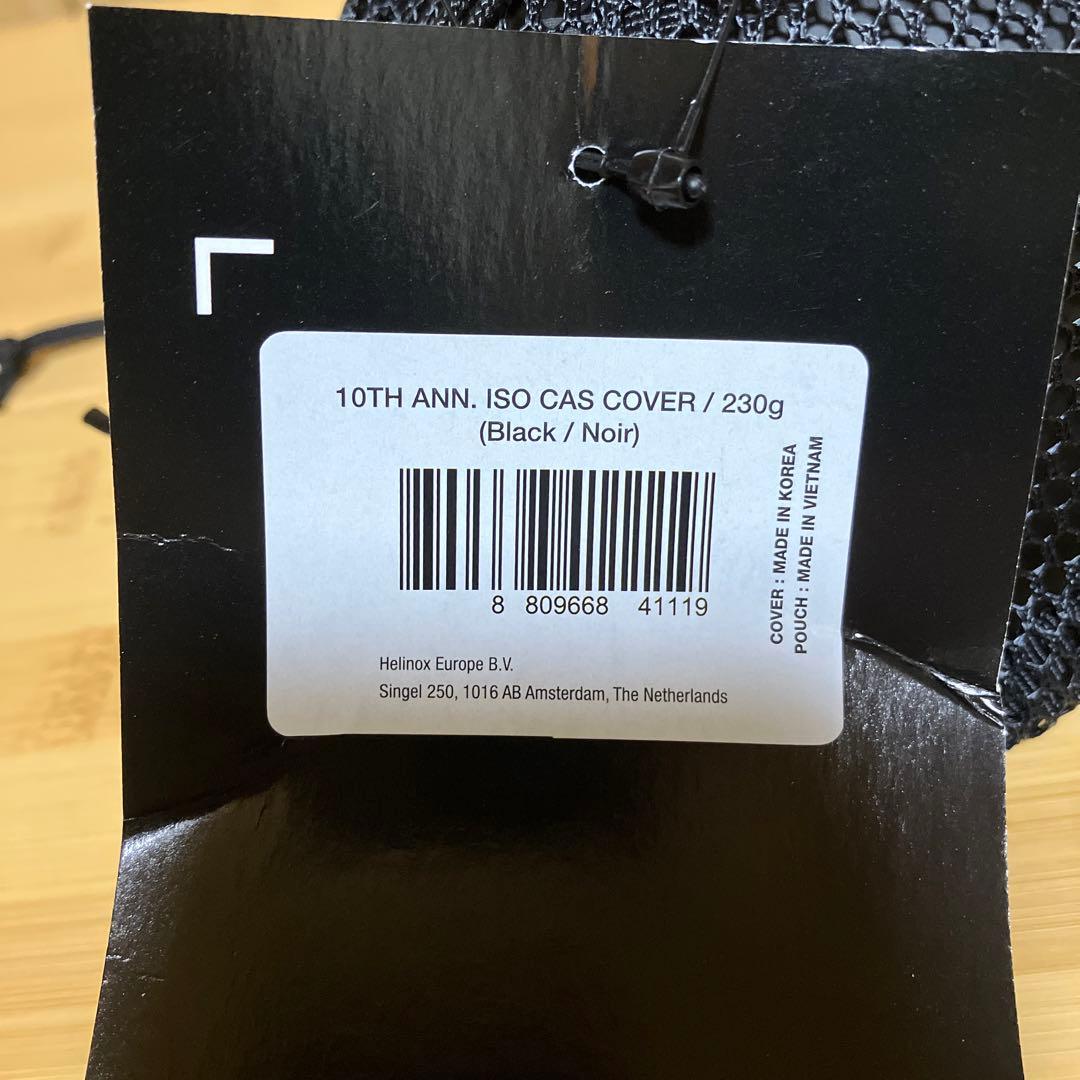 10TH ANN. ISO CAS COVER / 230g
(Black / Noir)
8 809668 41119
COVER : MADE IN KOREA
POUCH : MADE IN VIETNAM
Helinox Europe B.V.
Singel 250, 1016 AB Amsterdam, The Netherlands